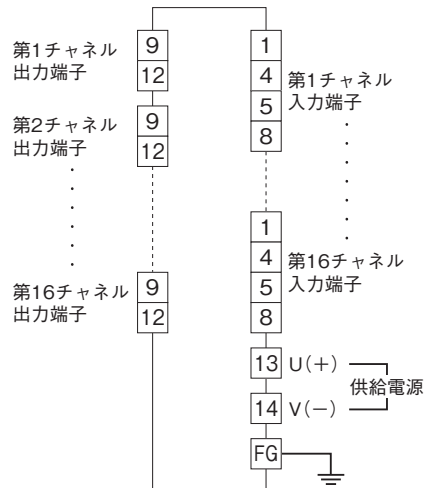 第1チャネル
出力端子
9
12
第2チャネル
出力端子
9
12
第16チャネル
出力端子
9
12
1
4
5
8
第1チャネル
入力端子
1
4
5
8
第16チャネル
入力端子
13 U(+)
供給電源
14 V(−)
FG